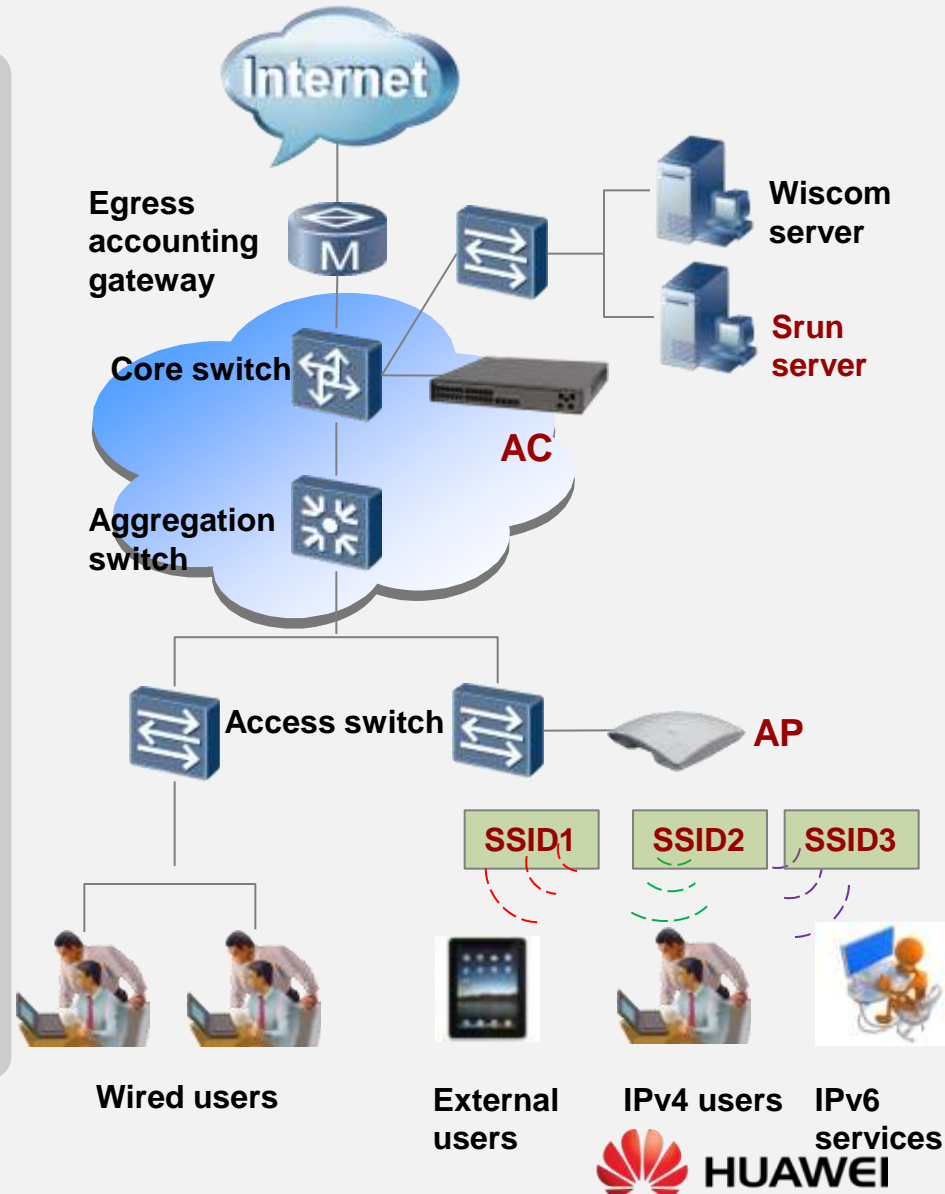 Internet
Egress
accounting
gateway
M
Wiscom
server
Srun
server
Core switch
AC
Aggregation
switch
Access switch
AP
SSID1
SSID2
SSID3
Wired users
External
users
IPv4 users
IPv6
services
HUAWEI